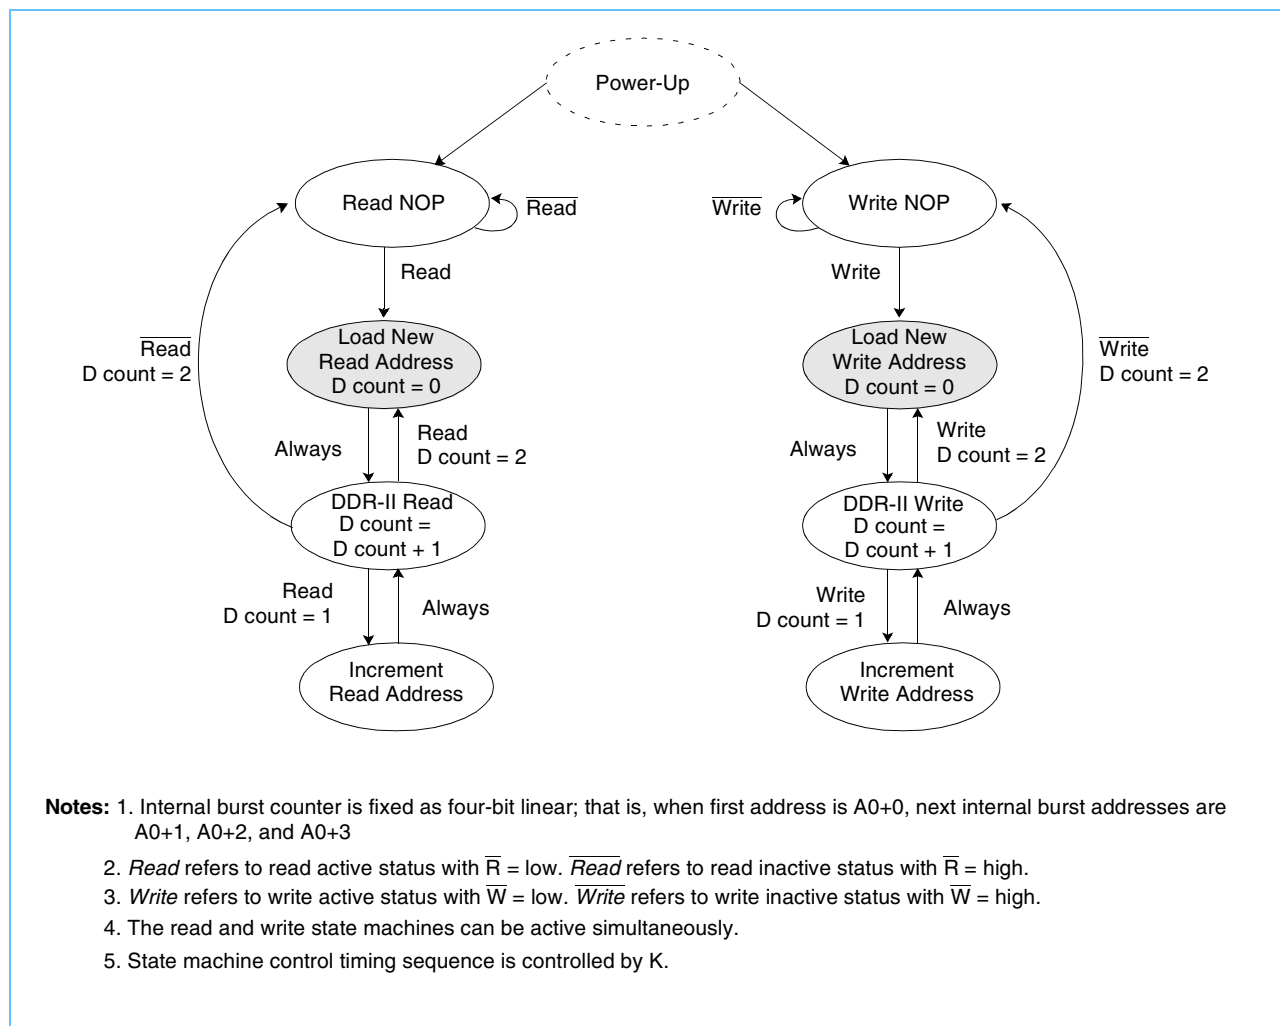 Power-Up
Read NOP
R̅e̅a̅d̅
W̅r̅i̅t̅e̅
Write NOP
Read
Write
Load New
Read Address
D count = 0
Load New
Write Address
D count = 0
R̅e̅a̅d̅
D count = 2
W̅r̅i̅t̅e̅
D count = 2
Always
Read
D count = 2
Always
Write
D count = 2
DDR-II Read
D count =
D count + 1
DDR-II Write
D count =
D count + 1
Read
D count = 1
Always
Write
D count = 1
Always
Increment
Read Address
Increment
Write Address
Notes: 1. Internal burst counter is fixed as four-bit linear; that is, when first address is A0+0, next internal burst addresses are
A0+1, A0+2, and A0+3
2. Read refers to read active status with R̅ = low. R̅e̅a̅d̅ refers to read inactive status with R̅ = high.
3. Write refers to write active status with W̅ = low. W̅r̅i̅t̅e̅ refers to write inactive status with W̅ = high.
4. The read and write state machines can be active simultaneously.
5. State machine control timing sequence is controlled by K.